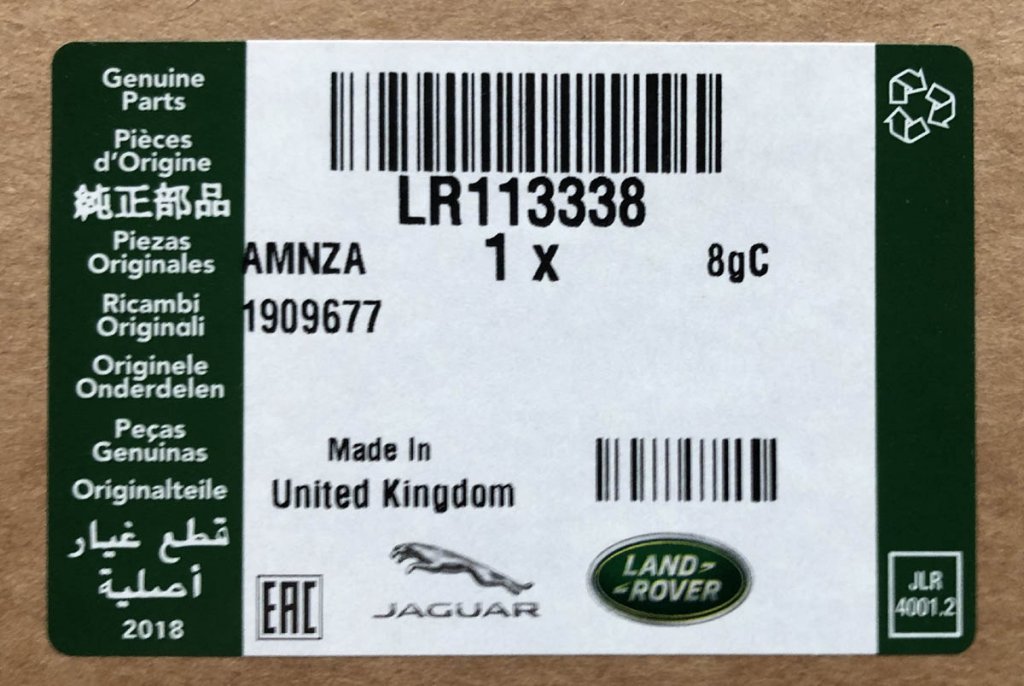 Genuine
Parts
Pièces
d'Origine
純正部品
Piezas
Originales
Ricambi
Originali
Originele
Onderdelen
Peças
Genuinas
Originalteile
قطع غيار
أصلية
2018
LR113338
AMNZA
1 x
8gC
1909677
Made In
United Kingdom
EAC
JAGUAR
LAND-
-ROVER
JLR
4001.2